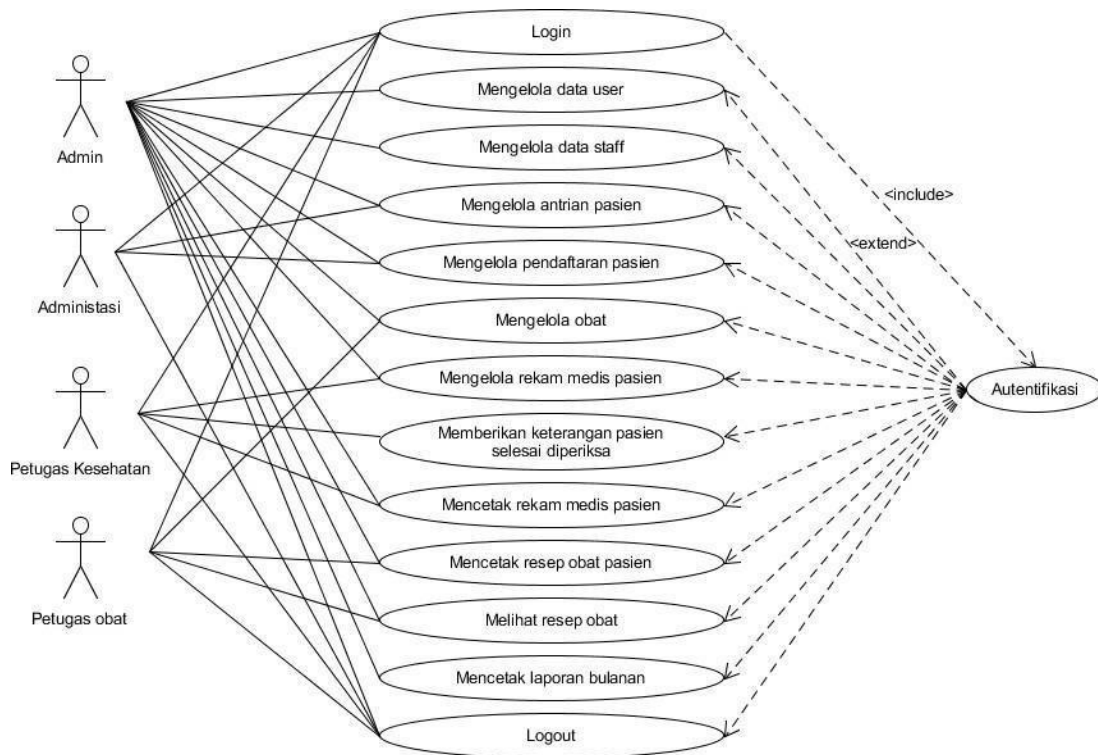 Login
Mengelola data user
Mengelola data staff
Mengelola antrian pasien
Mengelola pendaftaran pasien
Mengelola obat
Mengelola rekam medis pasien
Memberikan keterangan pasien
selesai diperiksa
Mencetak rekam medis pasien
Mencetak resep obat pasien
Melihat resep obat
Mencetak laporan bulanan
Logout
Admin
Administasi
Petugas Kesehatan
Petugas obat
<include>
<extend>
Autentifikasi